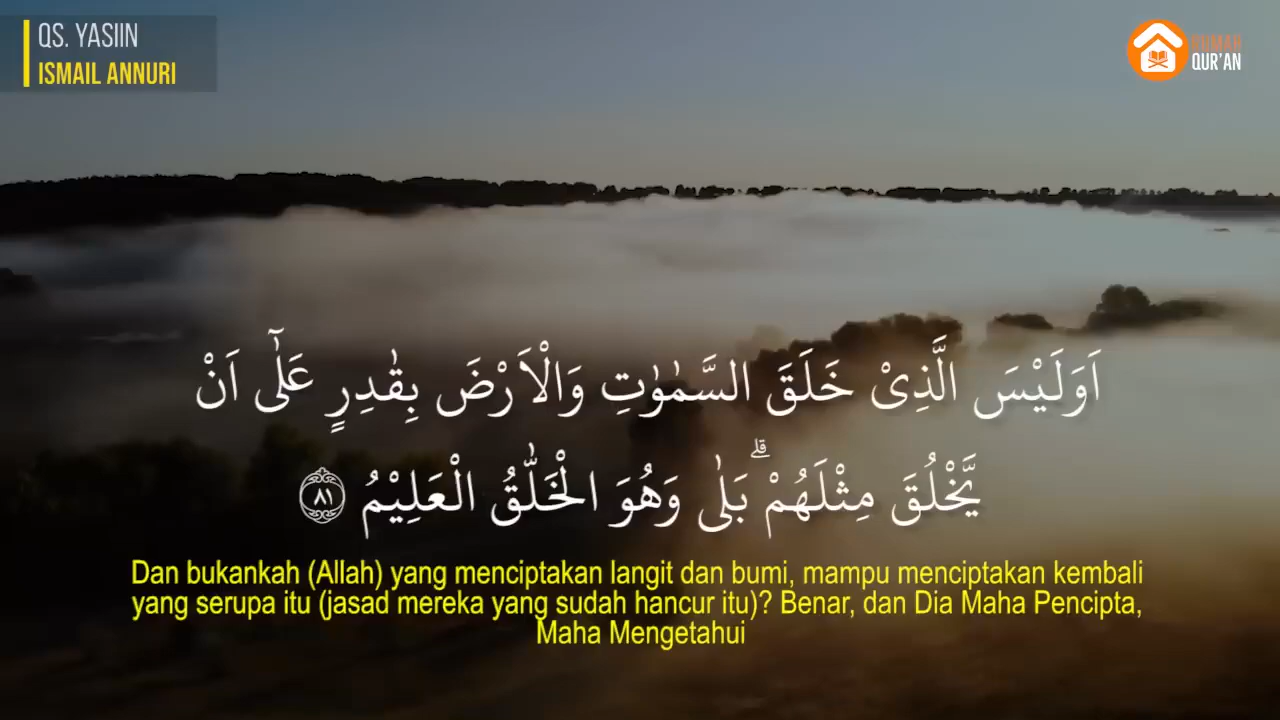 QS. YASIIN
ISMAIL ANNURI
RUMAH
QUR'AN
اَوَلَيْسَ الَّذِيْ خَلَقَ السَّمٰوٰتِ وَالْاَرْضَ بِقٰدِرٍ عَلٰٓى اَنْ
يَّخْلُقَ مِثْلَهُمْ ۗبَلٰى وَهُوَ الْخَلّٰقُ الْعَلِيْمُ ٨١
Dan bukankah (Allah) yang menciptakan langit dan bumi, mampu menciptakan kembali
yang serupa itu (jasad mereka yang sudah hancur itu)? Benar, dan Dia Maha Pencipta,
Maha Mengetahui